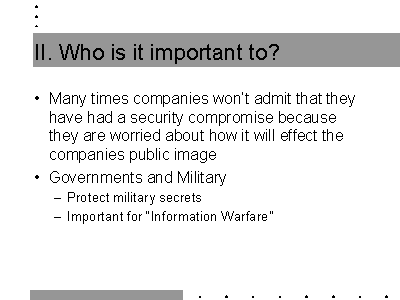 II. Who is it important to?
• Many times companies won't admit that they
have had a security compromise because
they are worried about how it will effect the
companies public image
• Governments and Military
– Protect military secrets
– Important for "Information Warfare"